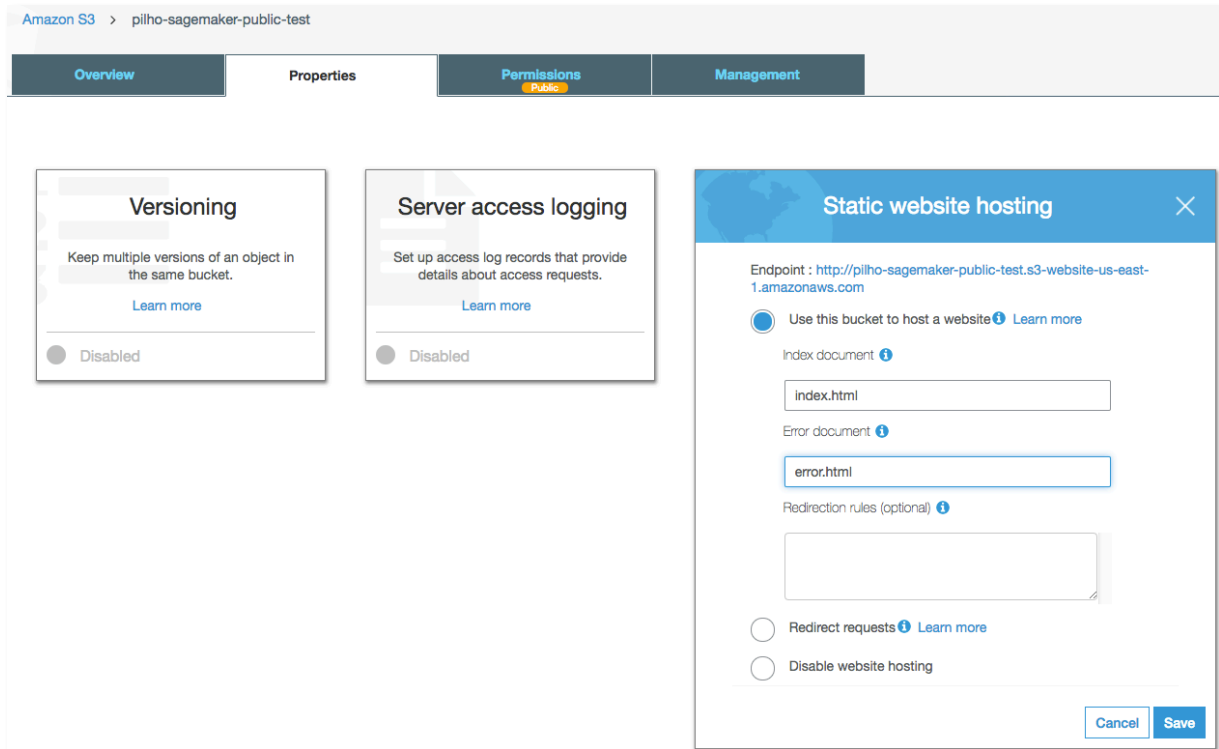 Amazon S3 > pilho-sagemaker-public-test
Overview
Properties
Permissions
Public
Management
Versioning
Keep multiple versions of an object in
the same bucket.
Learn more
Disabled
Server access logging
Set up access log records that provide
details about access requests.
Learn more
Disabled
Static website hosting
Endpoint : http://pilho-sagemaker-public-test.s3-website-us-east-
1.amazonaws.com
Use this bucket to host a website Learn more
Index document
index.html
Error document
error.html
Redirection rules (optional)
Redirect requests Learn more
Disable website hosting
Cancel Save